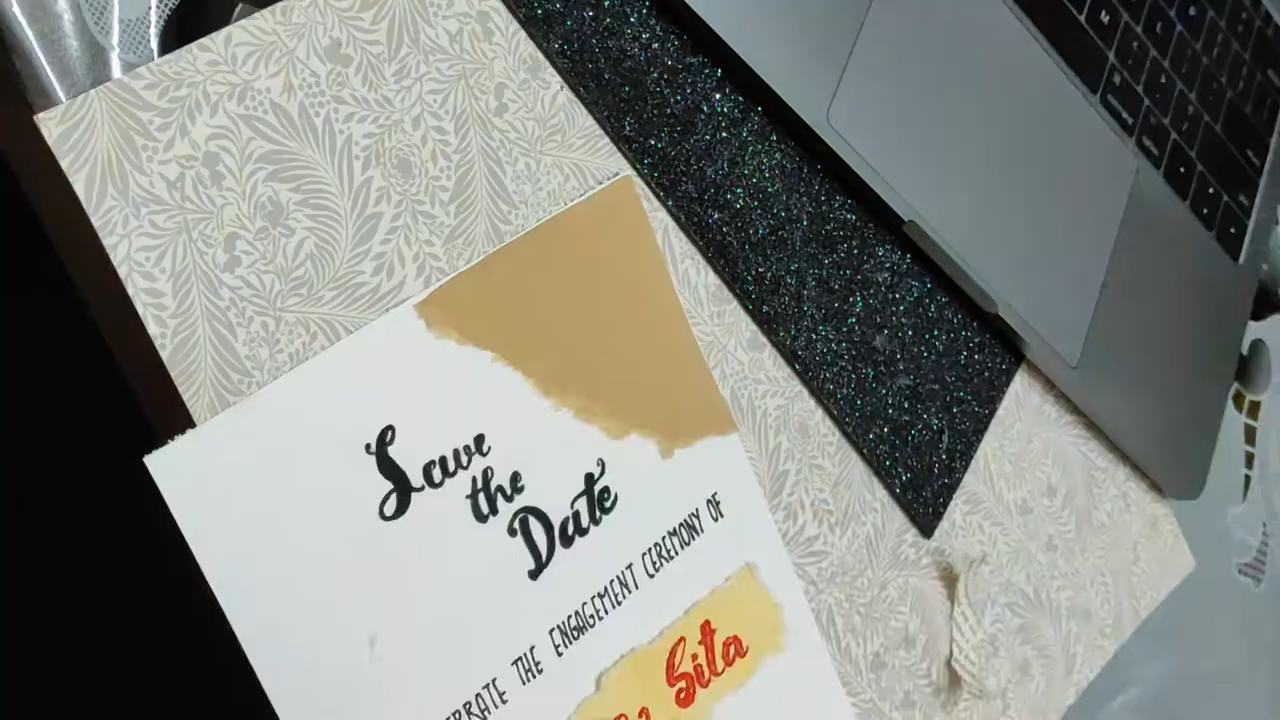 Save
the
Date
THE ENGAGEMENT CEREMONY OF
Sita